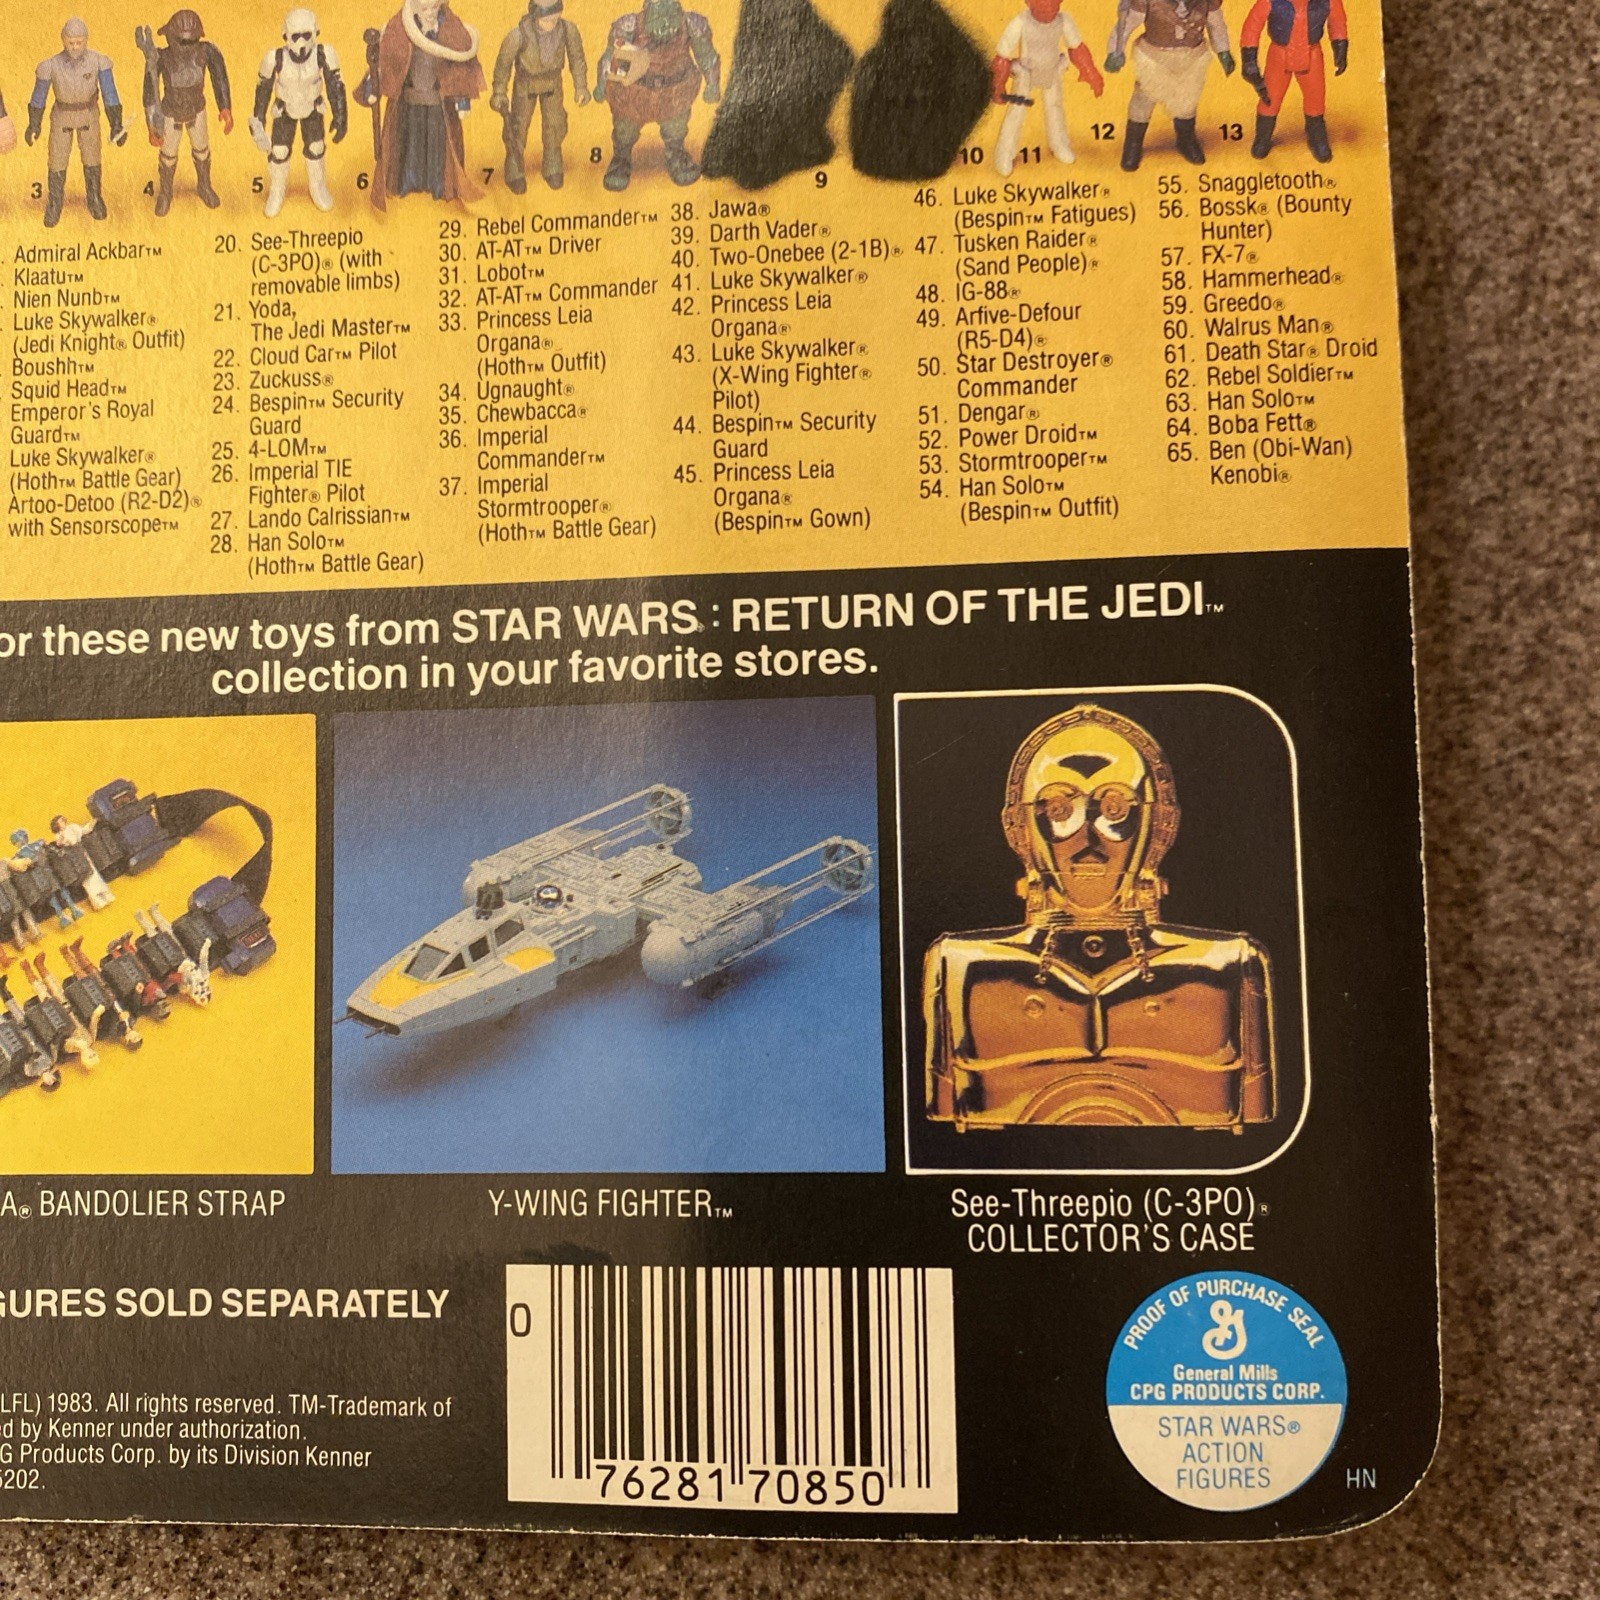 3
4
5
6
7
8
9
10
11
12
13
Admiral Ackbar™
Klaatu™
Nien Nunb™
Luke Skywalker®
(Jedi Knight® Outfit)
Boushh™
Squid Head™
Emperor's Royal
Guard™
Luke Skywalker®
(Hoth™ Battle Gear)
Artoo-Detoo (R2-D2)®
with Sensorscope™
20. See-Threepio
(C-3PO)® (with
removable limbs)
21. Yoda,
The Jedi Master™
22. Cloud Car™ Pilot
23. Zuckuss®
24. Bespin™ Security
Guard
25. 4-LOM™
26. Imperial TIE
Fighter® Pilot
27. Lando Calrissian™
28. Han Solo™
(Hoth™ Battle Gear)
29. Rebel Commander™
30. AT-AT™ Driver
31. Lobot™
32. AT-AT™ Commander
33. Princess Leia
Organa®
(Hoth™ Outfit)
34. Ugnaught®
35. Chewbacca®
36. Imperial
Commander™
37. Imperial
Stormtrooper®
(Hoth™ Battle Gear)
38. Jawa®
39. Darth Vader®
40. Two-Onebee (2-1B)®
41. Luke Skywalker®
42. Princess Leia
Organa®
43. Luke Skywalker®
(X-Wing Fighter®
Pilot)
44. Bespin™ Security
Guard
45. Princess Leia
Organa®
(Bespin™ Gown)
46. Luke Skywalker®
(Bespin™ Fatigues)
47. Tusken Raider®
(Sand People)®
48. IG-88®
49. Arfive-Defour
(R5-D4)®
50. Star Destroyer®
Commander
51. Dengar®
52. Power Droid™
53. Stormtrooper™
54. Han Solo™
(Bespin™ Outfit)
55. Snaggletooth®
56. Bossk® (Bounty
Hunter)
57. FX-7®
58. Hammerhead®
59. Greedo®
60. Walrus Man®
61. Death Star® Droid
62. Rebel Soldier™
63. Han Solo™
64. Boba Fett®
65. Ben (Obi-Wan)
Kenobi®
or these new toys from STAR WARS: RETURN OF THE JEDI™
collection in your favorite stores.
A® BANDOLIER STRAP
Y-WING FIGHTER™
See-Threepio (C-3PO)®
COLLECTOR'S CASE
GURES SOLD SEPARATELY
LFL) 1983. All rights reserved. TM-Trademark of
ed by Kenner under authorization.
G Products Corp. by its Division Kenner
5202.
0 76281 70850
PROOF OF PURCHASE SEAL
General Mills
CPG PRODUCTS CORP.
STAR WARS®
ACTION
FIGURES
HN